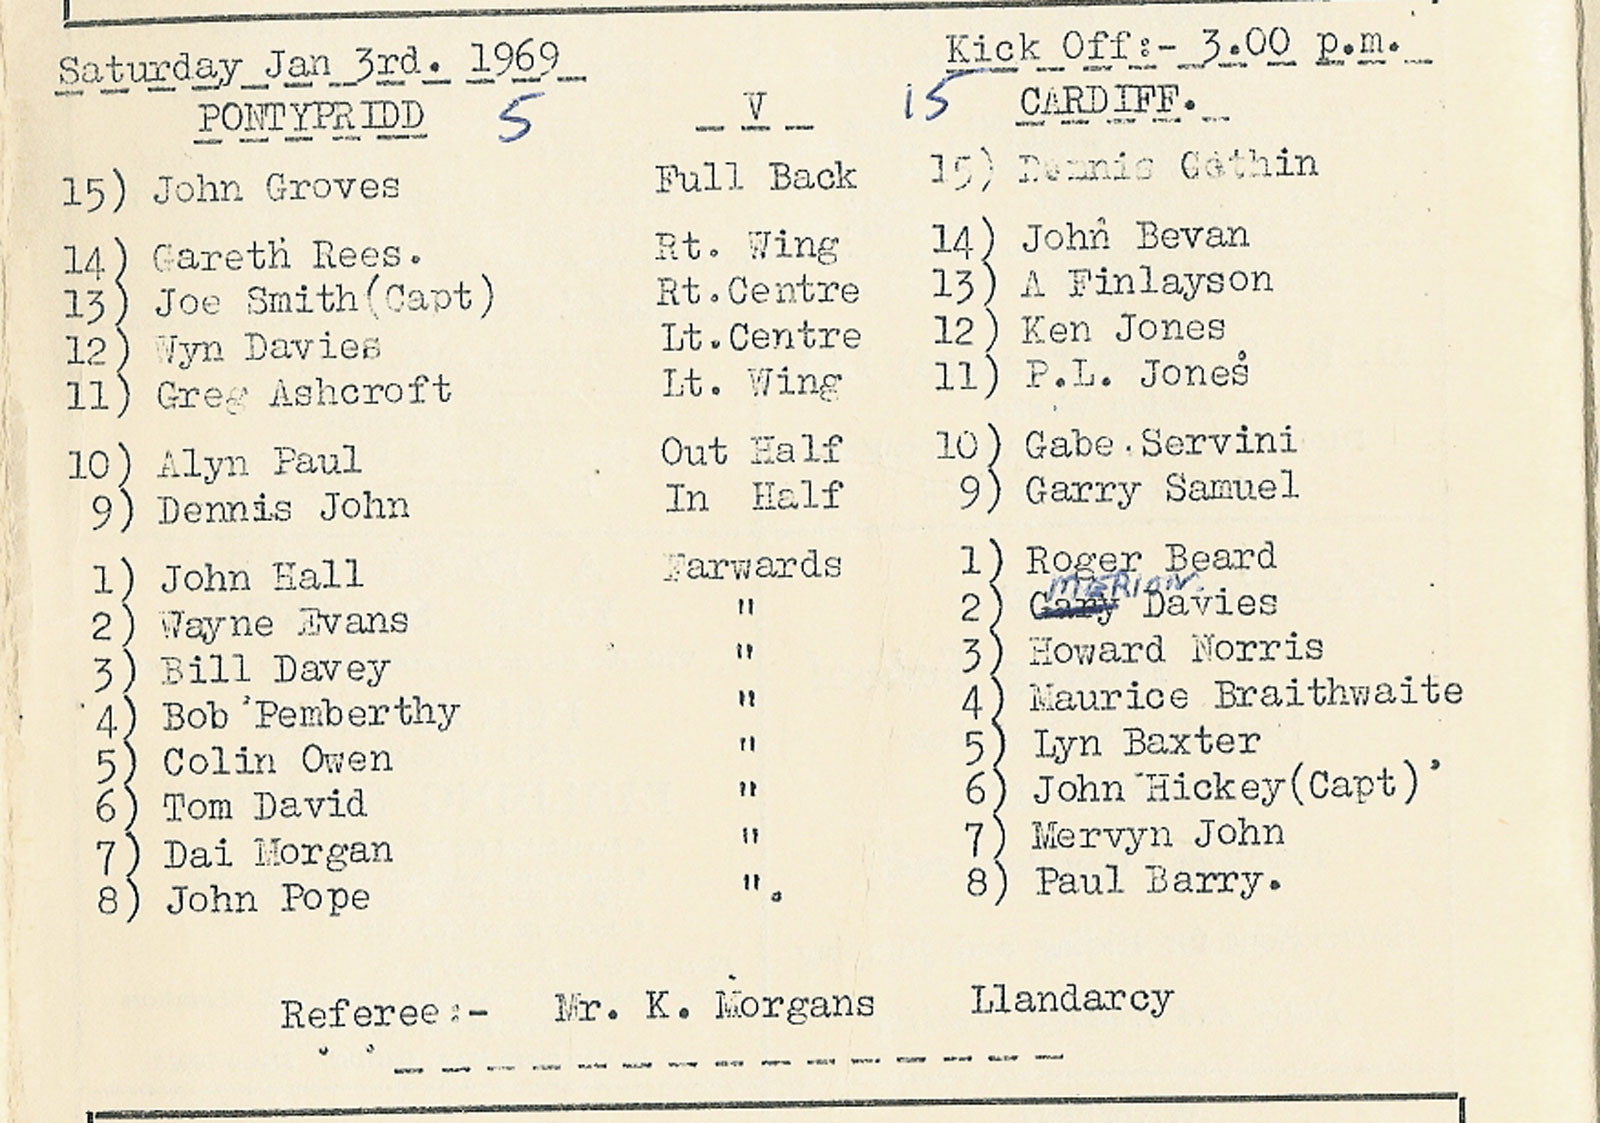 Saturday Jan 3rd. 1969 Kick Off:- 3.00 p.m.
PONTYPRIDD 5 V 15 CARDIFF.
15) John Groves Full Back 15) Dennis Gethin
14) Gareth Rees. Rt. Wing 14) John Bevan
13) Joe Smith(Capt) Rt.Centre 13) A Finlayson
12) Wyn Davies Lt.Centre 12) Ken Jones
11) Greg Ashcroft Lt. Wing 11) P.L. Jones
10) Alyn Paul Out Half 10) Gabe.Servini
9) Dennis John In Half 9) Garry Samuel
1) John Hall Farwards 1) Roger Beard
MERION.
2) Wayne Evans " 2) Gary Davies
3) Bill Davey " 3) Howard Norris
4) Bob Pemberthy " 4) Maurice Braithwaite
5) Colin Owen " 5) Lyn Baxter
6) Tom David " 6) John Hickey(Capt)
7) Dai Morgan " 7) Mervyn John
8) John Pope ". 8) Paul Barry.
Referee:- Mr. K. Morgans Llandarcy